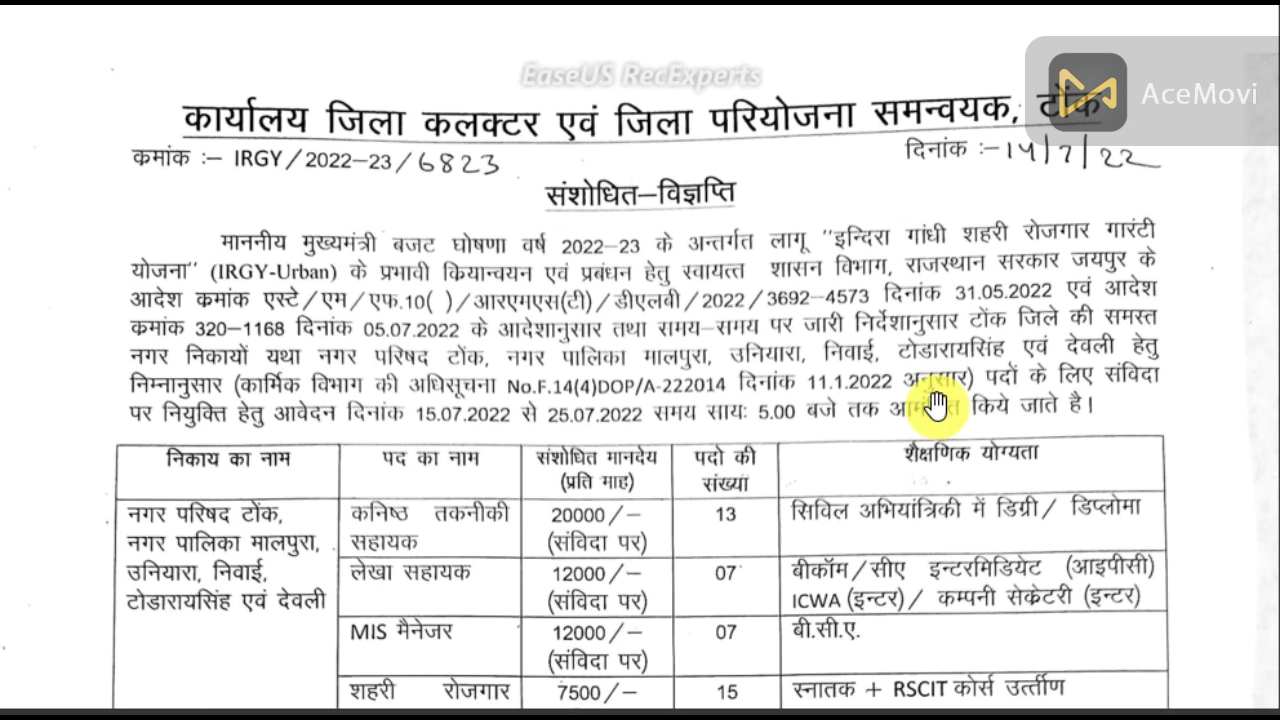 EaseUS RecExperts
AceMovi
कार्यालय जिला कलक्टर एवं जिला परियोजना समन्वयक, टोंक
कमांक :– IRGY/2022–23/6823
दिनांक :–14/7/22
संशोधित–विज्ञप्ति
माननीय मुख्यमंत्री बजट घोषणा वर्ष 2022–23 के अन्तर्गत लागू "इन्दिरा गांधी शहरी रोजगार गारंटी
योजना" (IRGY-Urban) के प्रभावी क्रियान्वयन एवं प्रबंधन हेतु स्वायत्त शासन विभाग, राजस्थान सरकार जयपुर के
आदेश कमांक एस्टे/एम/एफ.10( )/आरएमएस(टी)/डीएलबी/2022/3692–4573 दिनांक 31.05.2022 एवं आदेश
कमांक 320–1168 दिनांक 05.07.2022 के आदेशानुसार तथा समय–समय पर जारी निर्देशानुसार टोंक जिले की समस्त
नगर निकायों यथा नगर परिषद टोंक, नगर पालिका मालपुरा, उनियारा, निवाई, टोडारायसिंह एवं देवली हेतु
निम्नानुसार (कार्मिक विभाग की अधिसूचना No.F.14(4)DOP/A-222014 दिनांक 11.1.2022 अनुसार) पदों के लिए संविदा
पर नियुक्ति हेतु आवेदन दिनांक 15.07.2022 से 25.07.2022 समय सायः 5.00 बजे तक किये जाते है।
निकाय का नाम पद का नाम संशोधित मानदेय पदो की शैक्षणिक योग्यता
(प्रति माह) संख्या
नगर परिषद टोंक, कनिष्ठ तकनीकी 20000/– 13 सिविल अभियांत्रिकी में डिग्री/ डिप्लोमा
नगर पालिका मालपुरा, सहायक (संविदा पर)
उनियारा, निवाई, लेखा सहायक 12000/– 07 बीकॉम/सीए इन्टरमिडियेट (आइपीसी)
टोडारायसिंह एवं देवली (संविदा पर) ICWA (इन्टर)/ कम्पनी सेकेटरी (इन्टर)
MIS मैनेजर 12000/– 07 बी.सी.ए.
(संविदा पर)
शहरी रोजगार 7500/– 15 स्नातक + RSCIT कोर्स उर्त्तीण